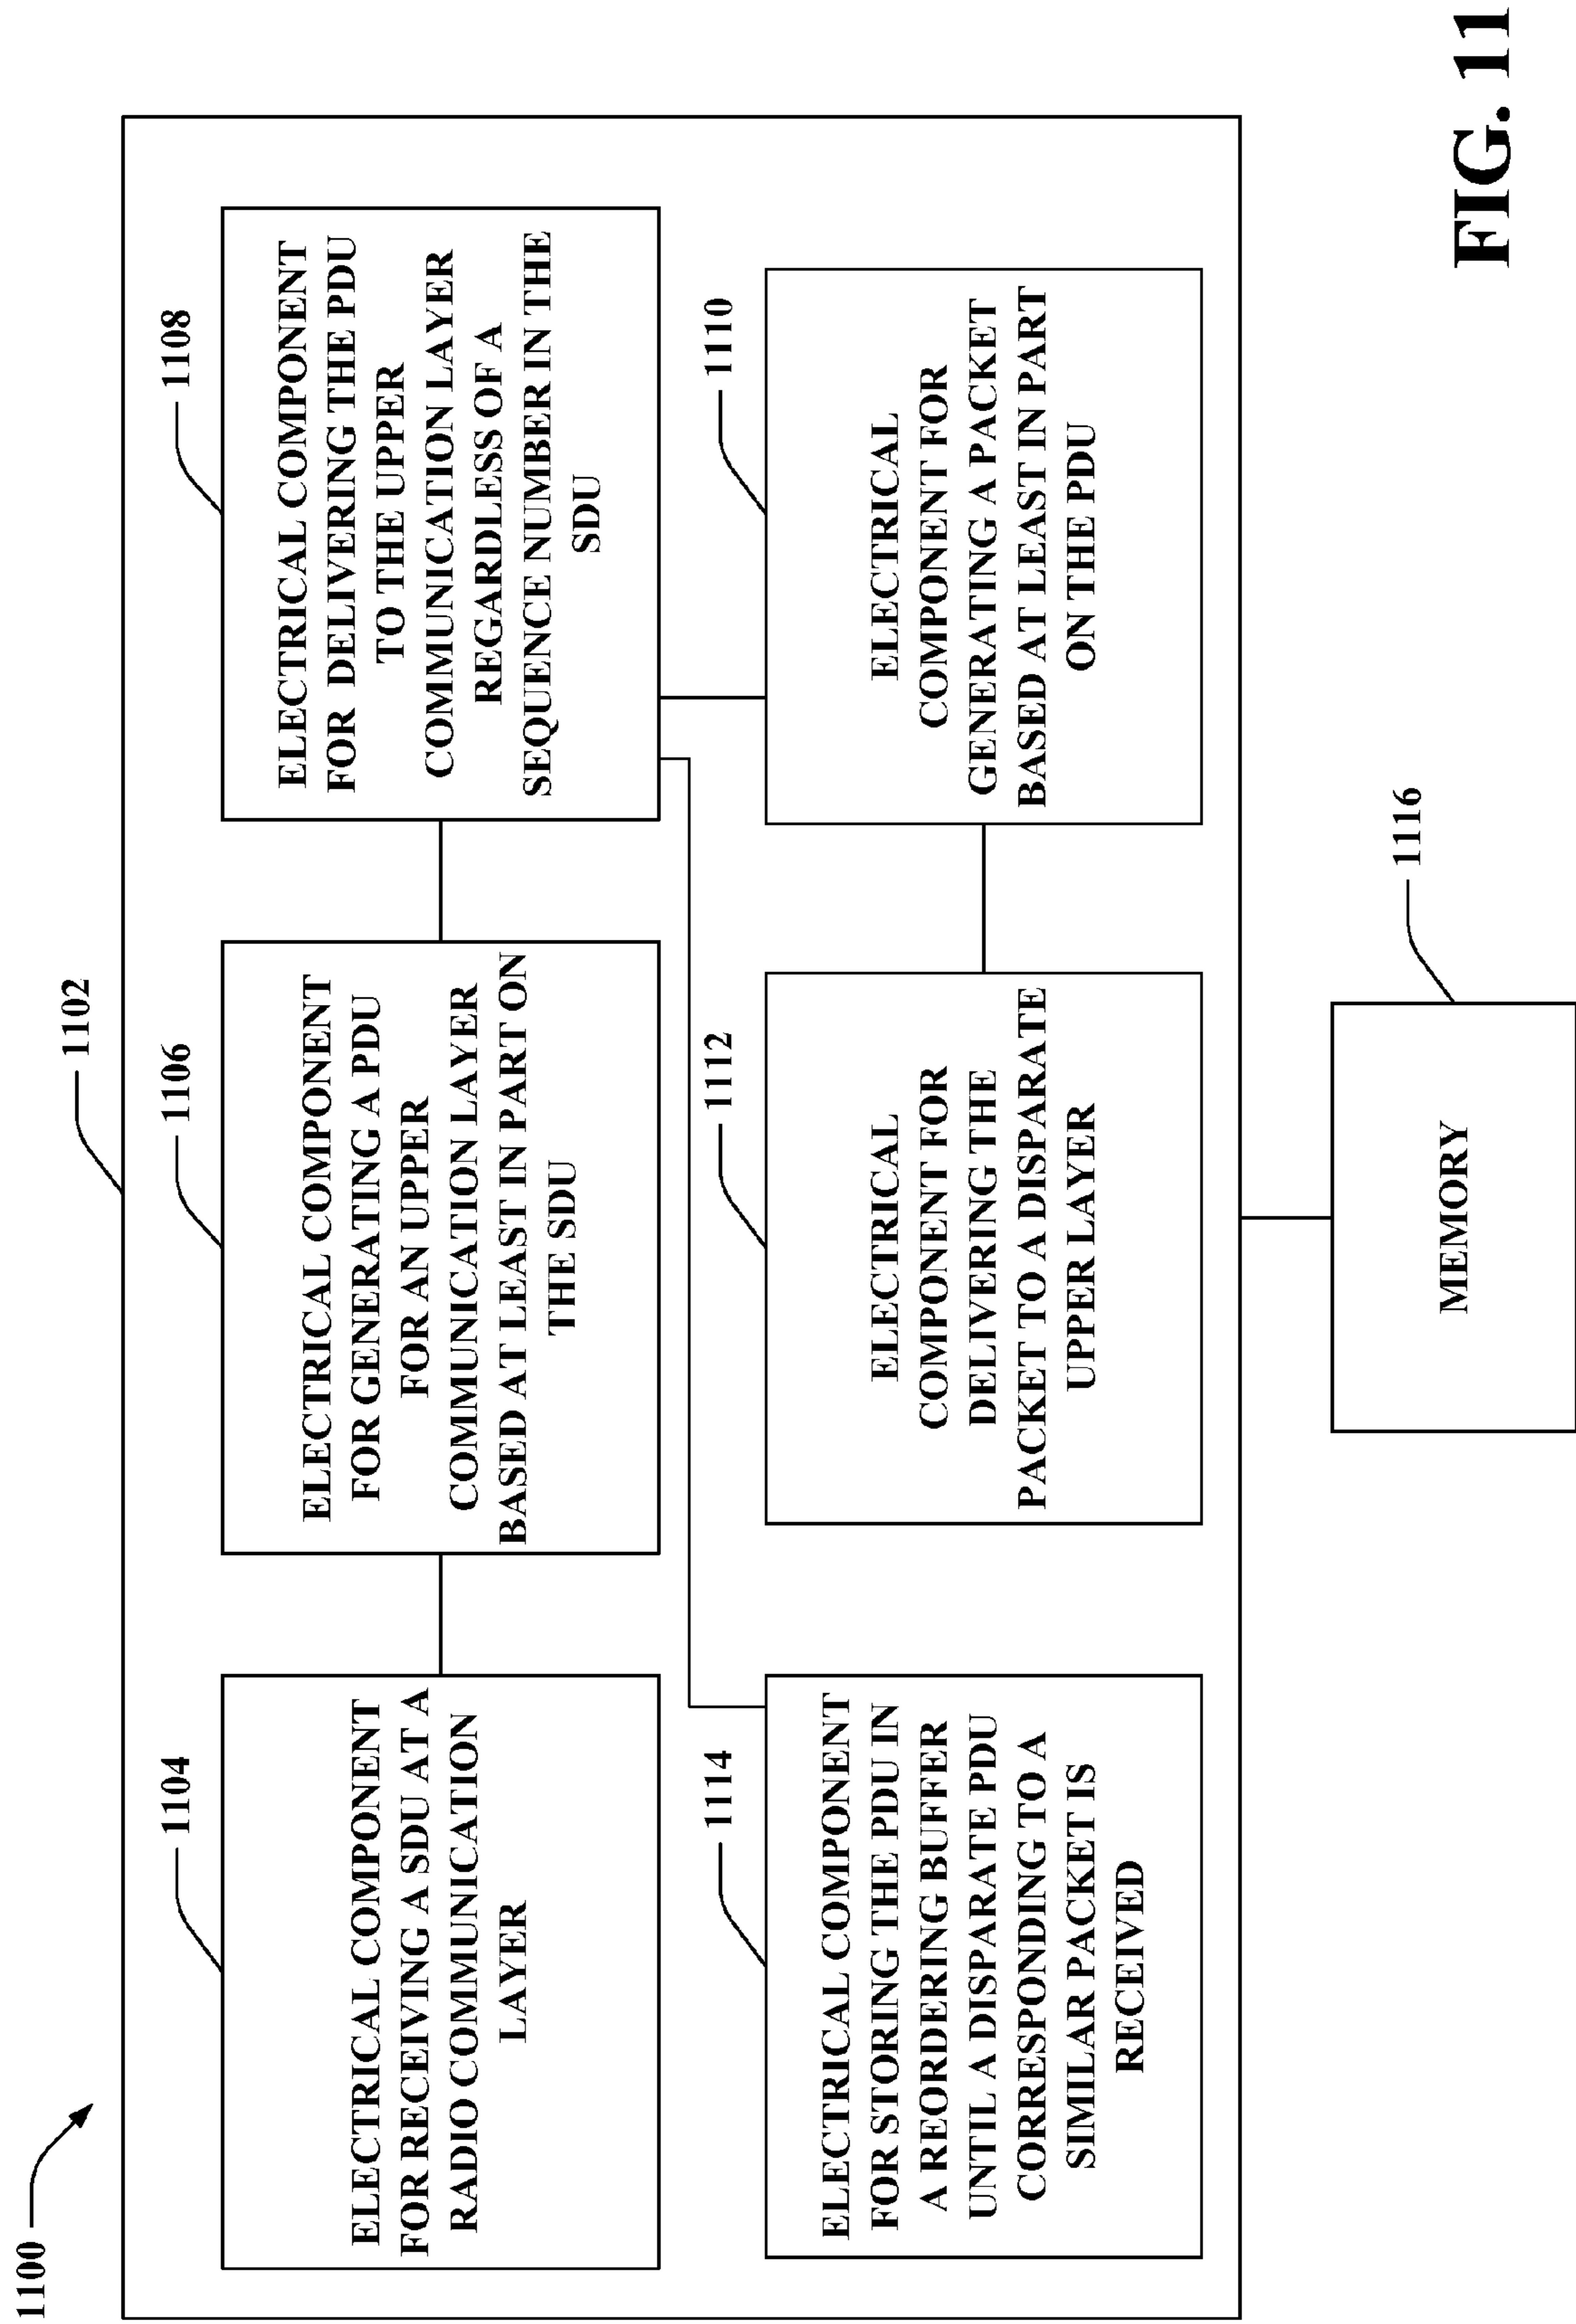 1100
1102
1104
ELECTRICAL COMPONENT
FOR RECEIVING A SDU AT A
RADIO COMMUNICATION
LAYER
1106
ELECTRICAL COMPONENT
FOR GENERATING A PDU
FOR AN UPPER
COMMUNICATION LAYER
BASED AT LEAST IN PART ON
THE SDU
1108
ELECTRICAL COMPONENT
FOR DELIVERING THE PDU
TO THE UPPER
COMMUNICATION LAYER
REGARDLESS OF A
SEQUENCE NUMBER IN THE
SDU
1114
ELECTRICAL COMPONENT
FOR STORING THE PDU IN
A REORDERING BUFFER
UNTIL A DISPARATE PDU
CORRESPONDING TO A
SIMILAR PACKET IS
RECEIVED
1112
ELECTRICAL
COMPONENT FOR
DELIVERING THE
PACKET TO A DISPARATE
UPPER LAYER
1110
ELECTRICAL
COMPONENT FOR
GENERATING A PACKET
BASED AT LEAST IN PART
ON THE PDU
1116
MEMORY
FIG. 11